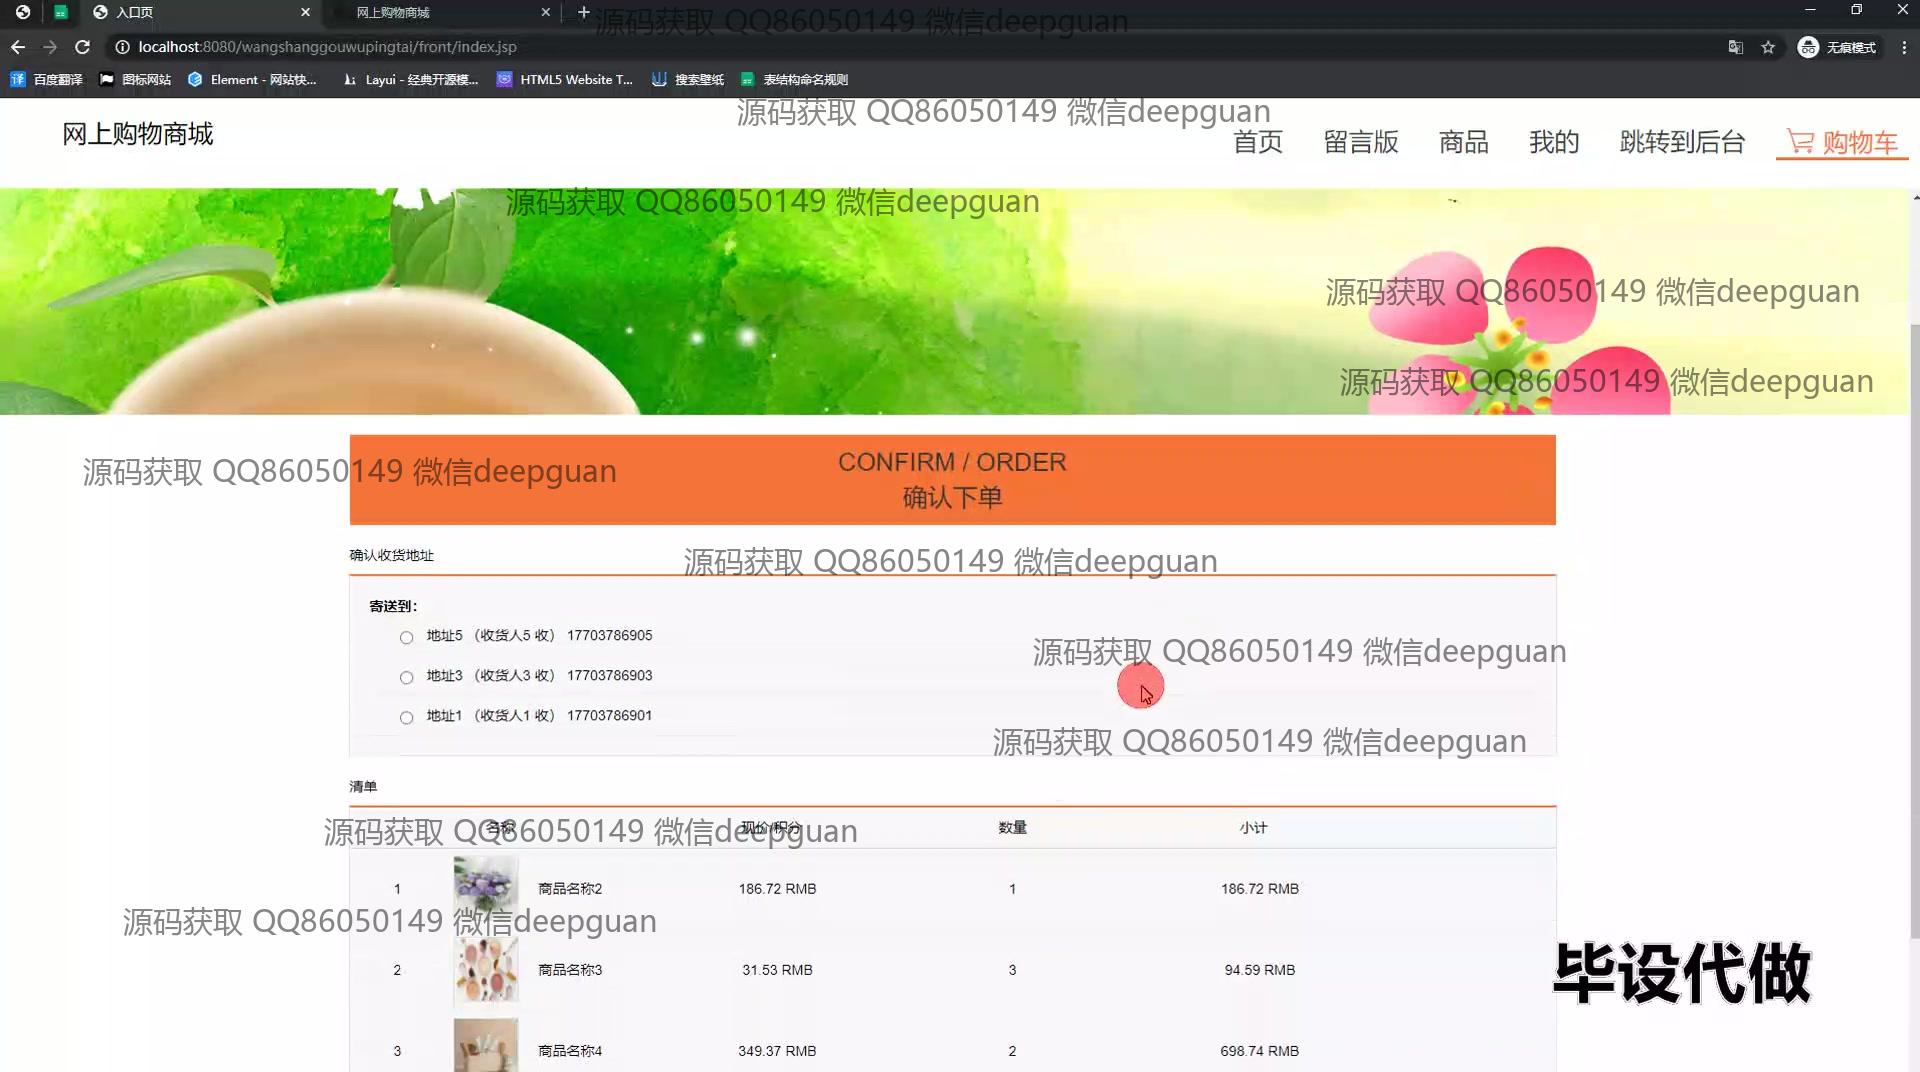 入口页
网上购物商城
源码获取 QQ86050149 微信deepguan
localhost:8080/wangshanggouwupingtai/front/index.jsp
无痕模式
百度翻译
图标网站
Element - 网站快...
Layui - 经典开源模...
HTML5 Website T...
搜索壁纸
表结构命名规则
源码获取 QQ86050149 微信deepguan
网上购物商城
首页
留言版
商品
我的
跳转到后台
购物车
源码获取 QQ86050149 微信deepguan
源码获取 QQ86050149 微信deepguan
源码获取 QQ86050149 微信deepguan
CONFIRM / ORDER
源码获取 QQ86050149 微信deepguan
确认下单
确认收货地址
源码获取 QQ86050149 微信deepguan
寄送到：
地址5 （收货人5 收） 17703786905
源码获取 QQ86050149 微信deepguan
地址3 （收货人3 收） 17703786903
地址1 （收货人1 收） 17703786901
源码获取 QQ86050149 微信deepguan
清单
名称 现价/积分 数量 小计
源码获取 QQ86050149 微信deepguan
1 商品名称2 186.72 RMB 1 186.72 RMB
源码获取 QQ86050149 微信deepguan
2 商品名称3 31.53 RMB 3 94.59 RMB
毕设代做
3 商品名称4 349.37 RMB 2 698.74 RMB